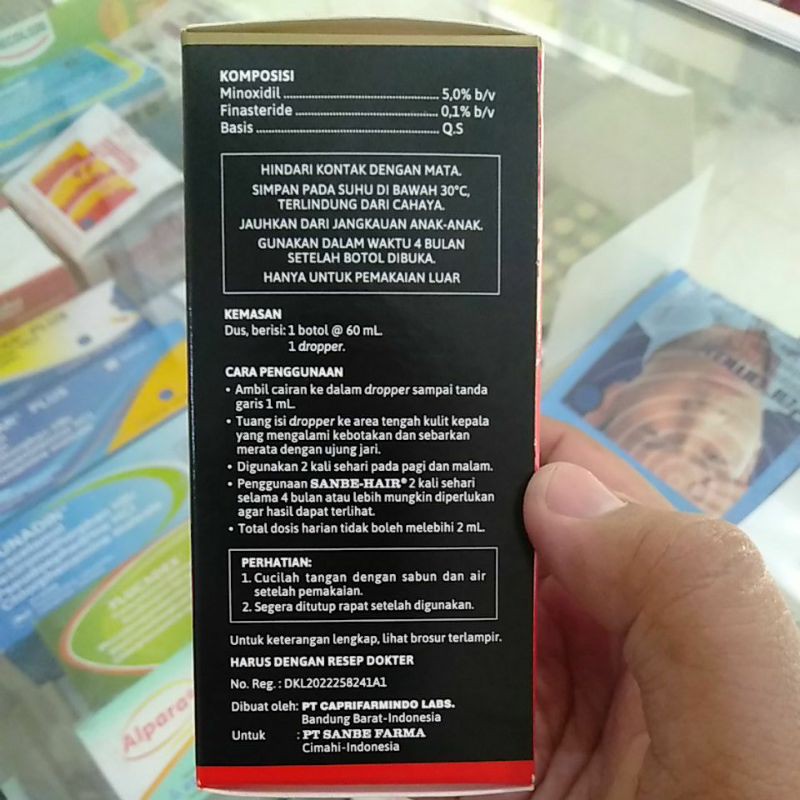 KOMPOSISI
Minoxidil ........................................ 5,0% b/v
Finasteride ..................................... 0,1% b/v
Basis ............................................... Q.S
HINDARI KONTAK DENGAN MATA.
SIMPAN PADA SUHU DI BAWAH 30°C,
TERLINDUNG DARI CAHAYA.
JAUHKAN DARI JANGKAUAN ANAK-ANAK.
GUNAKAN DALAM WAKTU 4 BULAN
SETELAH BOTOL DIBUKA.
HANYA UNTUK PEMAKAIAN LUAR
KEMASAN
Dus, berisi: 1 botol @ 60 mL.
1 dropper.
CARA PENGGUNAAN
• Ambil cairan ke dalam dropper sampai tanda
garis 1 mL.
• Tuang isi dropper ke area tengah kulit kepala
yang mengalami kebotakan dan sebarkan
merata dengan ujung jari.
• Digunakan 2 kali sehari pada pagi dan malam.
• Penggunaan SANBE-HAIR® 2 kali sehari
selama 4 bulan atau lebih mungkin diperlukan
agar hasil dapat terlihat.
• Total dosis harian tidak boleh melebihi 2 mL.
PERHATIAN:
1. Cucilah tangan dengan sabun dan air
setelah pemakaian.
2. Segera ditutup rapat setelah digunakan.
Untuk keterangan lengkap, lihat brosur terlampir.
HARUS DENGAN RESEP DOKTER
No. Reg. : DKL2022258241A1
Dibuat oleh: PT CAPRIFARMINDO LABS.
Bandung Barat-Indonesia
Untuk : PT SANBE FARMA
Cimahi-Indonesia